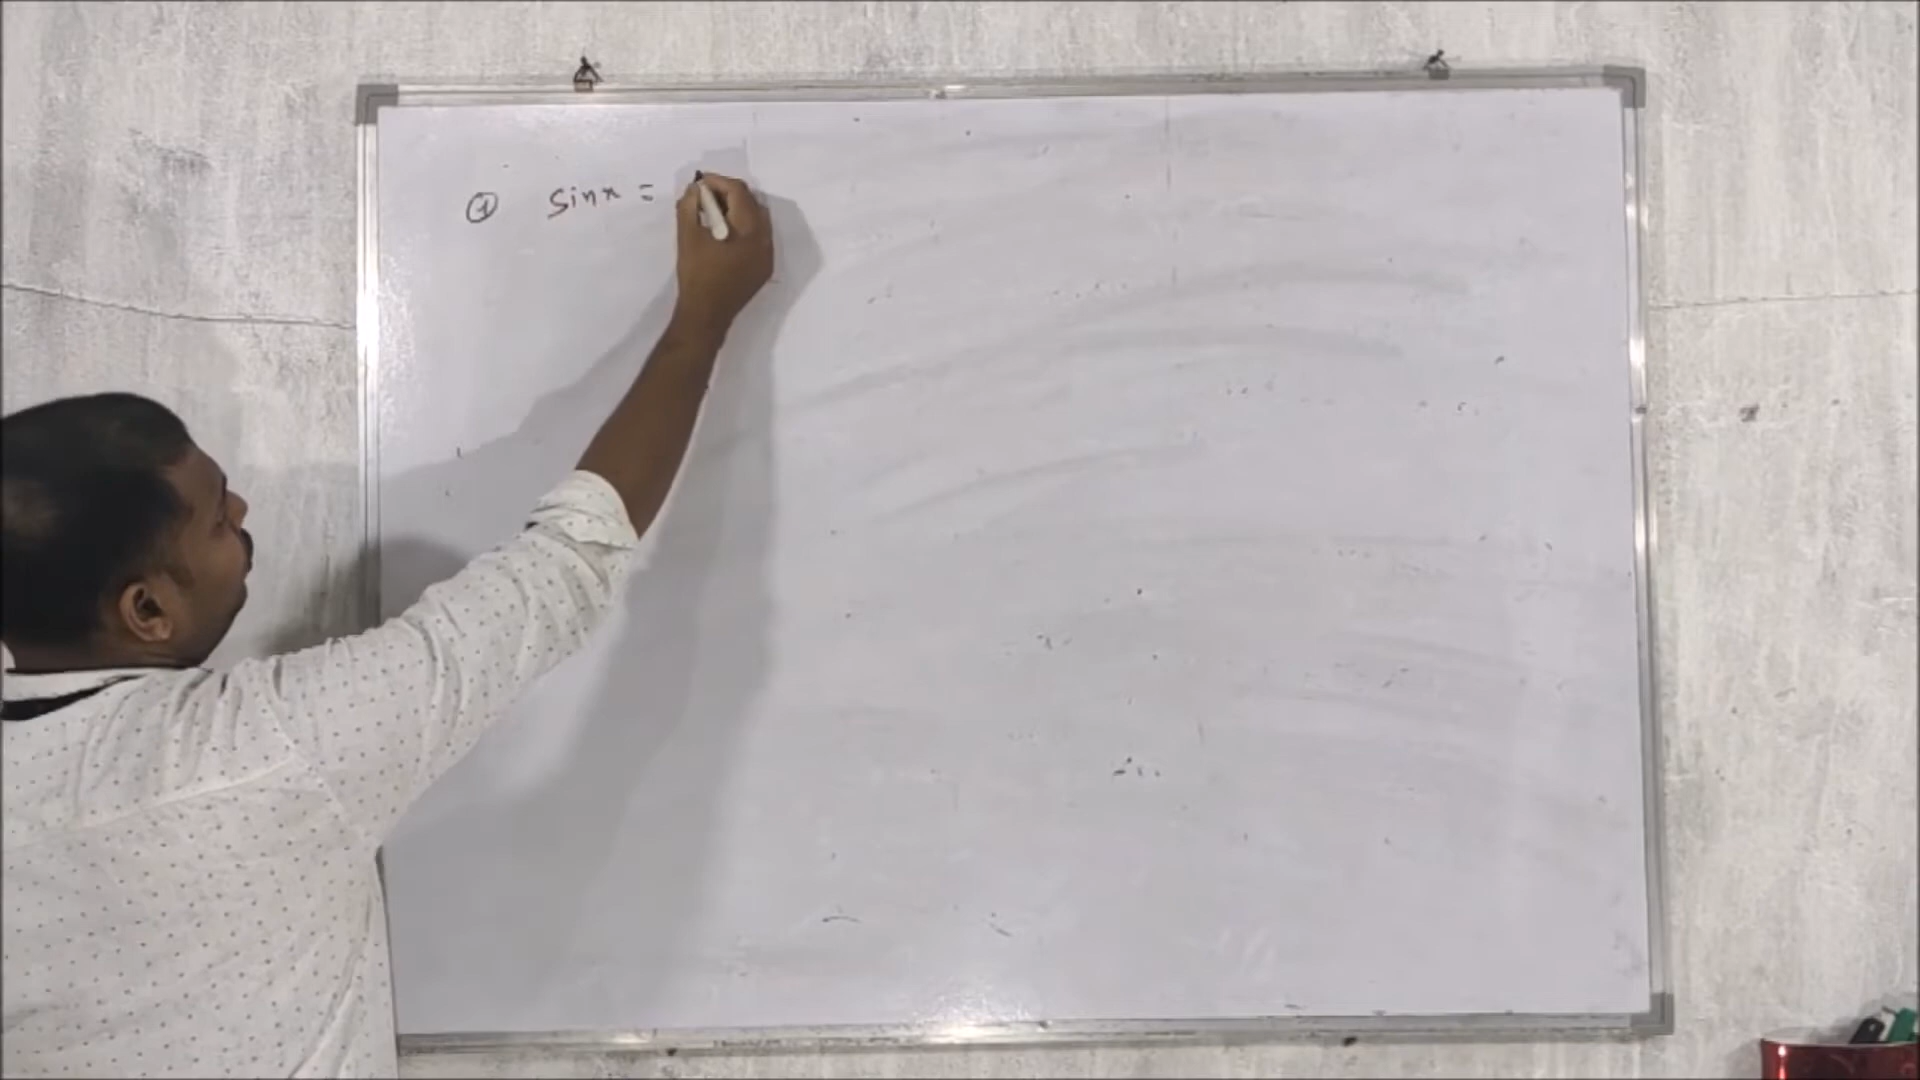 ① Sinx =